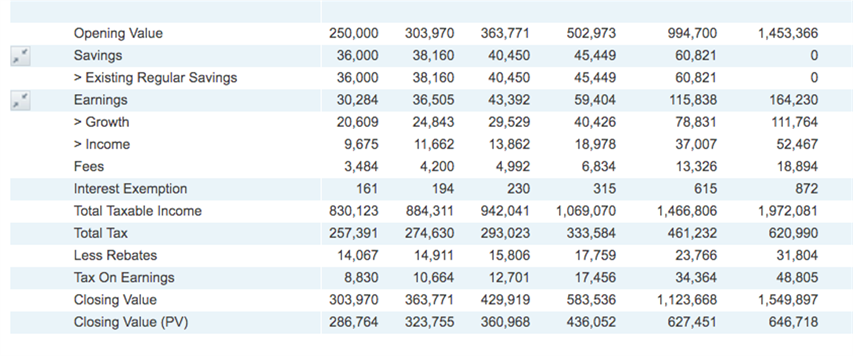 Opening Value 250,000 303,970 363,771 502,973 994,700 1,453,366
Savings 36,000 38,160 40,450 45,449 60,821 0
> Existing Regular Savings 36,000 38,160 40,450 45,449 60,821 0
Earnings 30,284 36,505 43,392 59,404 115,838 164,230
> Growth 20,609 24,843 29,529 40,426 78,831 111,764
> Income 9,675 11,662 13,862 18,978 37,007 52,467
Fees 3,484 4,200 4,992 6,834 13,326 18,894
Interest Exemption 161 194 230 315 615 872
Total Taxable Income 830,123 884,311 942,041 1,069,070 1,466,806 1,972,081
Total Tax 257,391 274,630 293,023 333,584 461,232 620,990
Less Rebates 14,067 14,911 15,806 17,759 23,766 31,804
Tax On Earnings 8,830 10,664 12,701 17,456 34,364 48,805
Closing Value 303,970 363,771 429,919 583,536 1,123,668 1,549,897
Closing Value (PV) 286,764 323,755 360,968 436,052 627,451 646,718